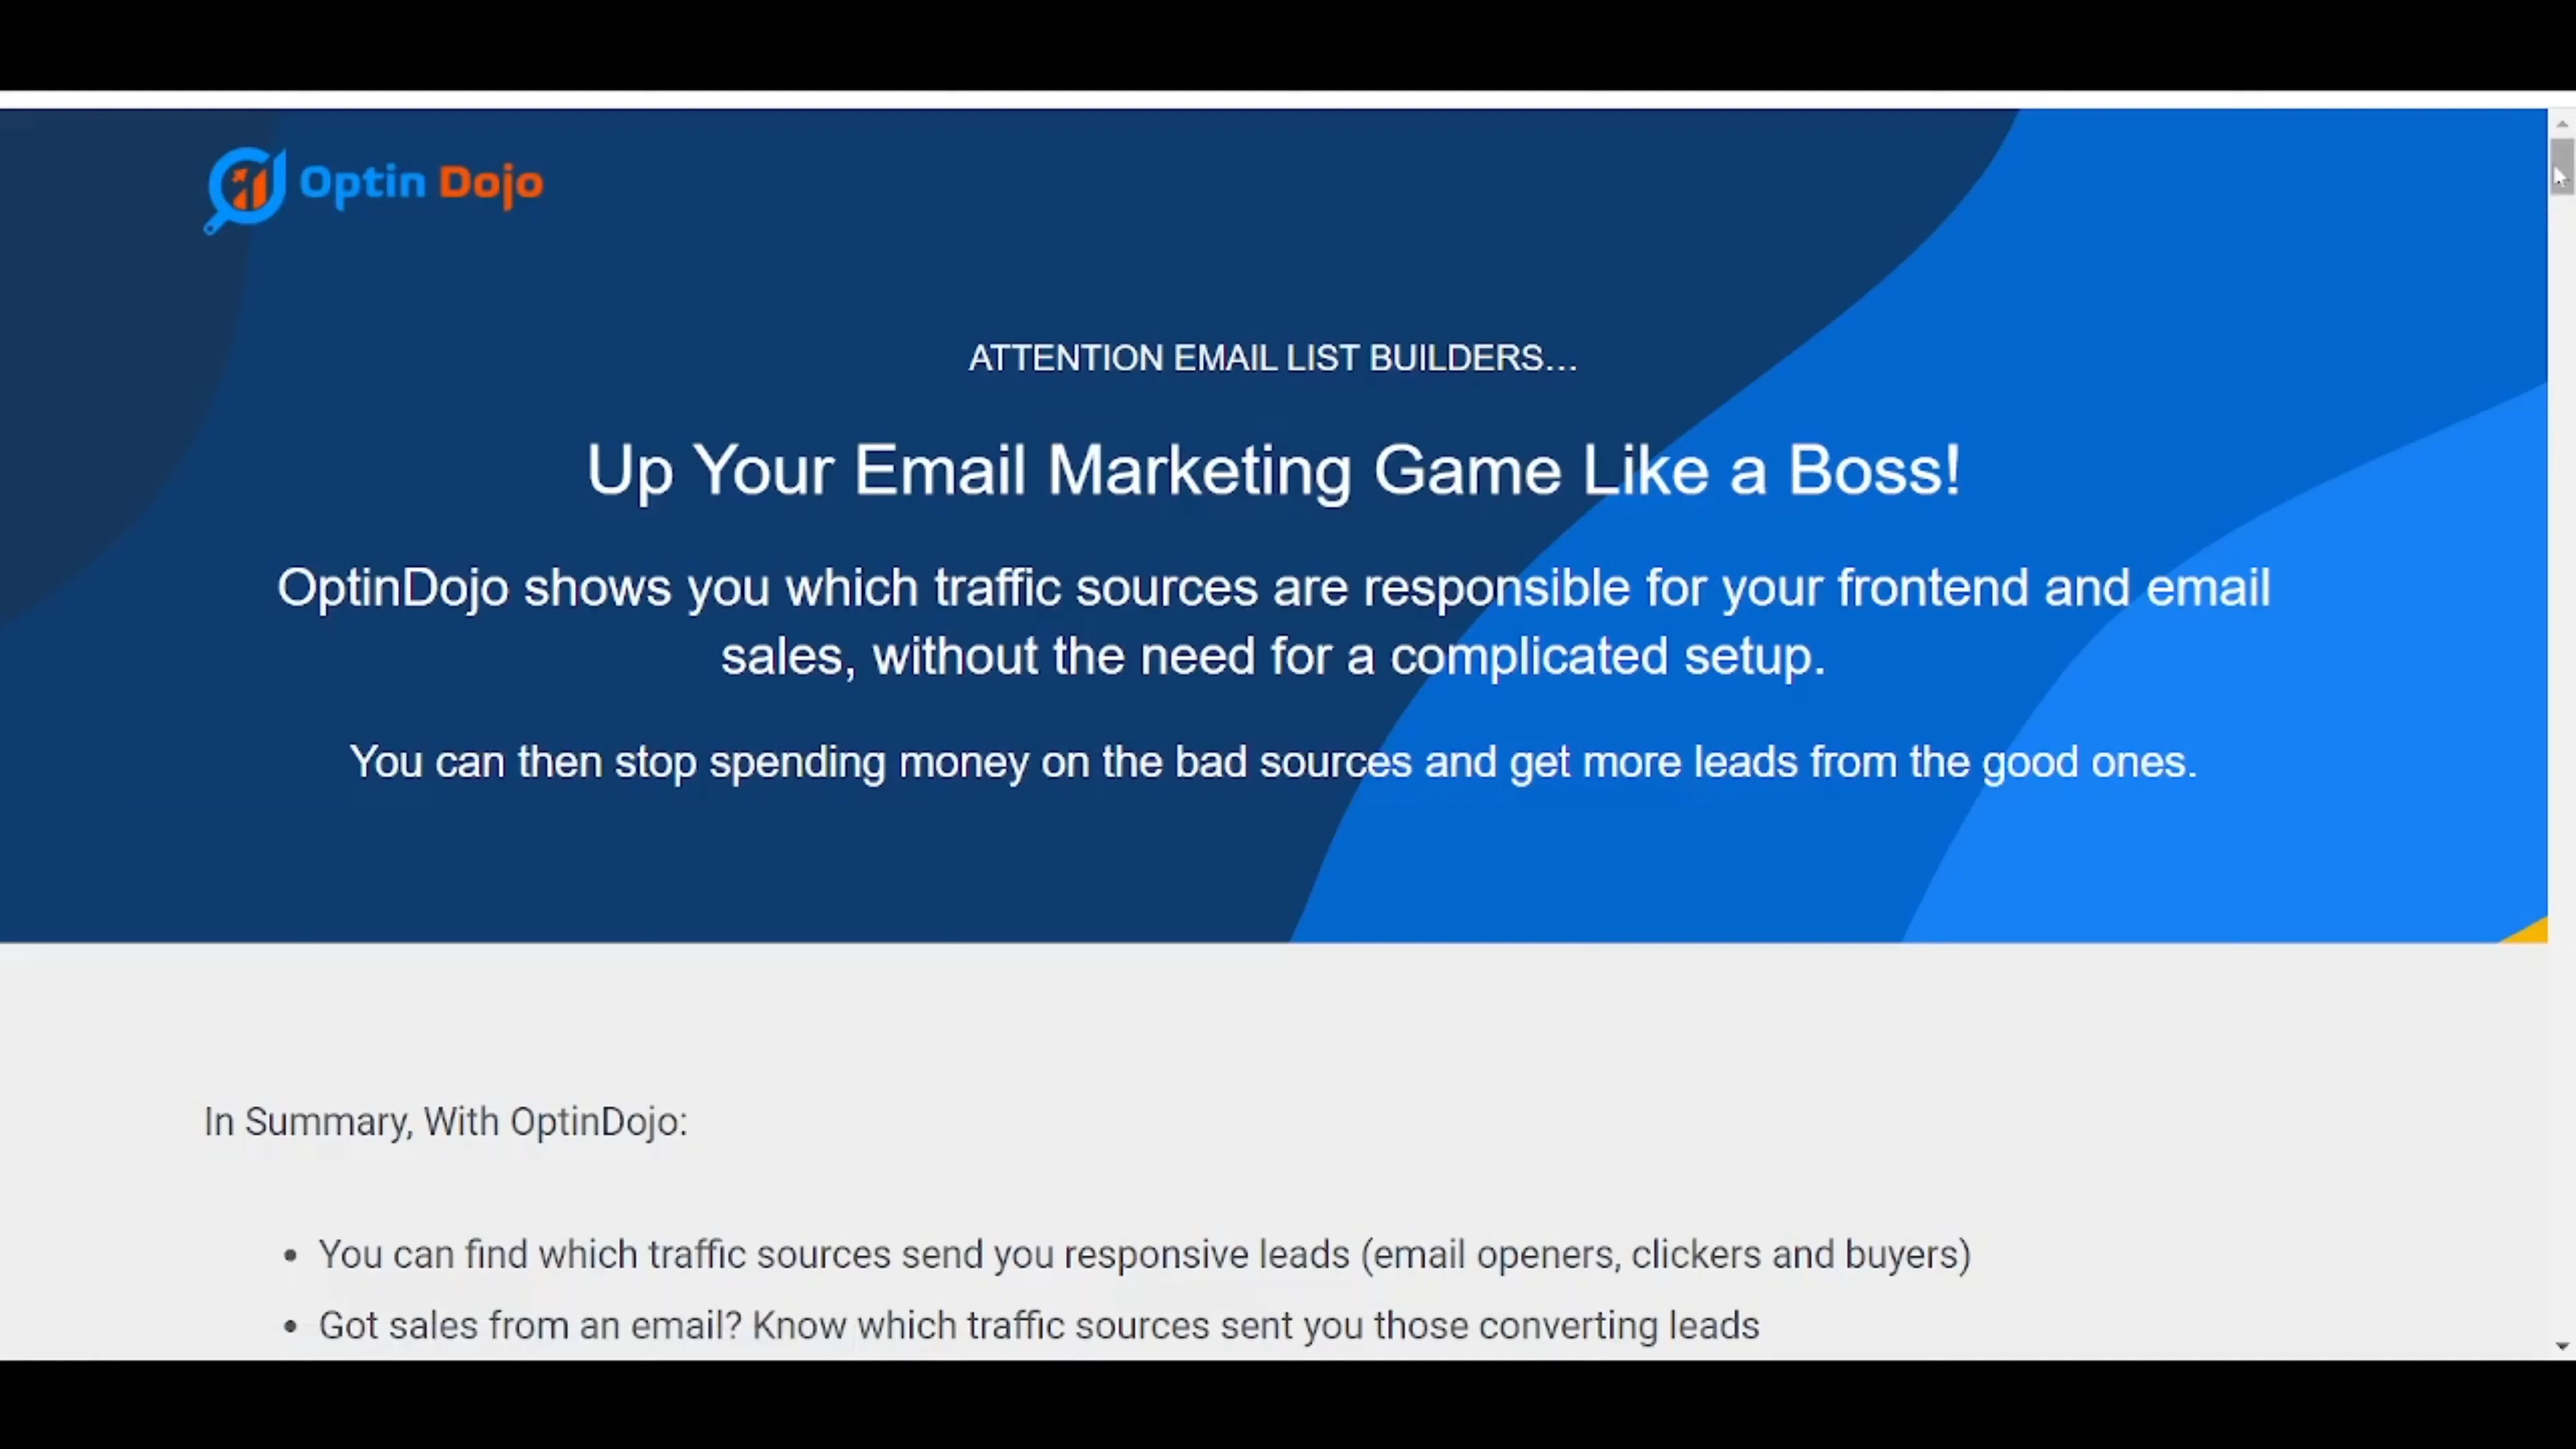 Optin Dojo
ATTENTION EMAIL LIST BUILDERS...
Up Your Email Marketing Game Like a Boss!
OptinDojo shows you which traffic sources are responsible for your frontend and email
sales, without the need for a complicated setup.
You can then stop spending money on the bad sources and get more leads from the good ones.
In Summary, With OptinDojo:
• You can find which traffic sources send you responsive leads (email openers, clickers and buyers)
• Got sales from an email? Know which traffic sources sent you those converting leads